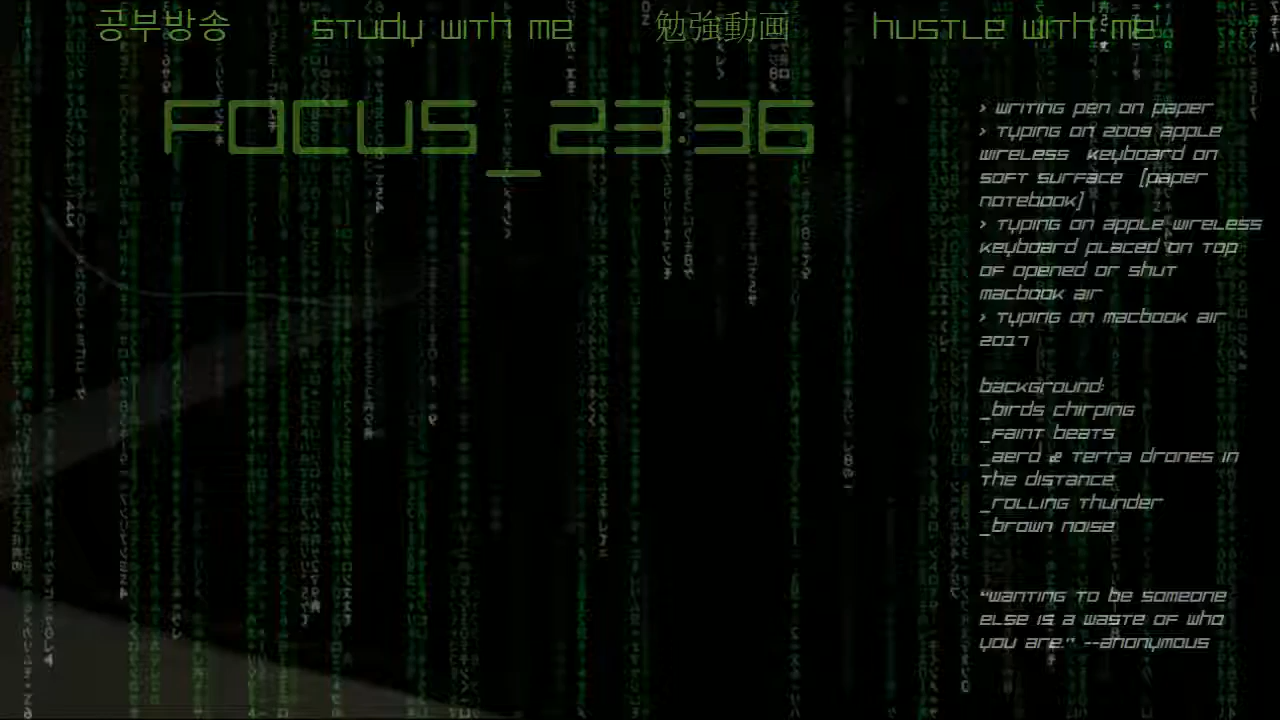 공부방송 study with me 勉強動画 hustle with me
FOCUS_23:36
> writing pen on paper
> typing on 2009 apple
wireless keyboard on
soft surface [paper
notebook]
> typing on apple wireless
keyboard placed on top
of opened or shut
macbook air
> typing on macbook air
2017
background:
_birds chirping
_faint beats
_aero & terra drones in
the distance
_rolling thunder
_brown noise
"wanting to be someone
else is a waste of who
you are." --anonymous